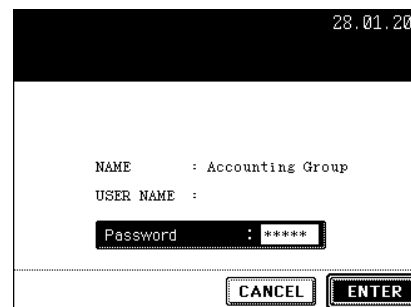 28.01.20
NAME : Accounting Group
USER NAME :
Password : *****
CANCEL ENTER